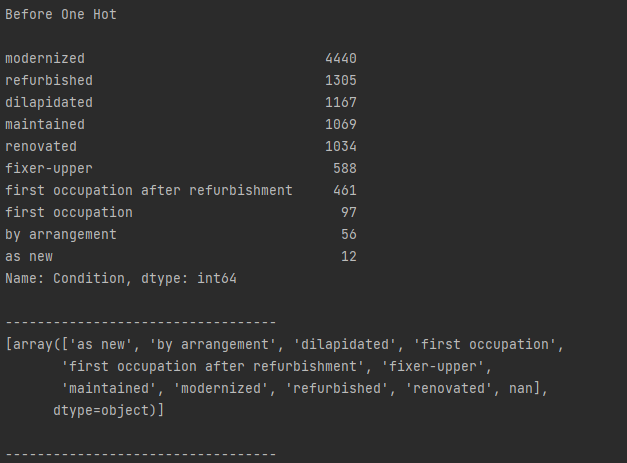 Before One Hot
modernized 4440
refurbished 1305
dilapidated 1167
maintained 1069
renovated 1034
fixer-upper 588
first occupation after refurbishment 461
first occupation 97
by arrangement 56
as new 12
Name: Condition, dtype: int64
----------------------------------
[array(['as new', 'by arrangement', 'dilapidated', 'first occupation',
'first occupation after refurbishment', 'fixer-upper',
'maintained', 'modernized', 'refurbished', 'renovated', nan],
dtype=object)]
----------------------------------